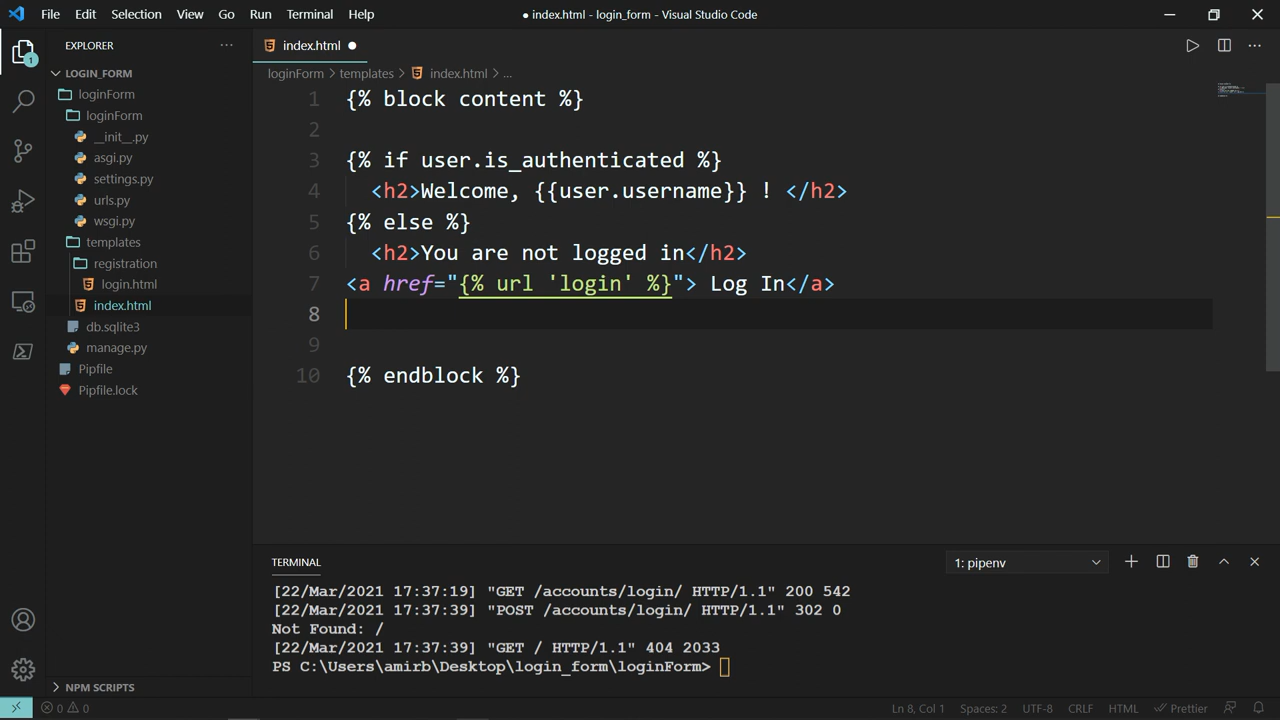 File Edit Selection View Go Run Terminal Help
● index.html - login_form - Visual Studio Code
EXPLORER
1
LOGIN_FORM
loginForm
loginForm
__init__.py
asgi.py
settings.py
urls.py
wsgi.py
templates
registration
login.html
index.html
db.sqlite3
manage.py
Pipfile
Pipfile.lock
NPM SCRIPTS
index.html ●
loginForm > templates > index.html > ...
1 {% block content %}
2
3 {% if user.is_authenticated %}
4 <h2>Welcome, {{user.username}} ! </h2>
5 {% else %}
6 <h2>You are not logged in</h2>
7 <a href="{% url 'login' %}"> Log In</a>
8
9
10 {% endblock %}
TERMINAL
1: pipenv
[22/Mar/2021 17:37:19] "GET /accounts/login/ HTTP/1.1" 200 542
[22/Mar/2021 17:37:39] "POST /accounts/login/ HTTP/1.1" 302 0
Not Found: /
[22/Mar/2021 17:37:39] "GET / HTTP/1.1" 404 2033
PS C:\Users\amirb\Desktop\login_form\loginForm>
0 0
Ln 8, Col 1 Spaces: 2 UTF-8 CRLF HTML Prettier